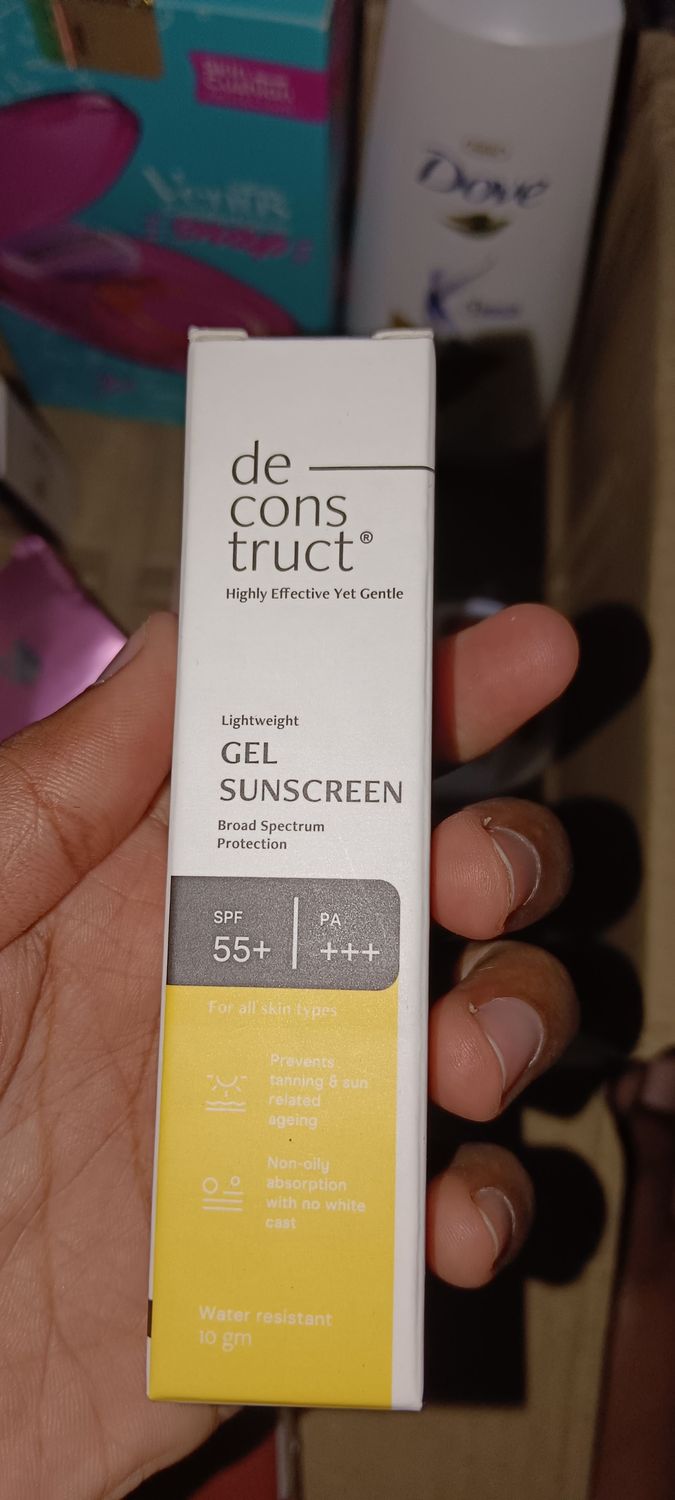 Dove
de
cons
truct®
Highly Effective Yet Gentle
Lightweight
GEL
SUNSCREEN
Broad Spectrum
Protection
SPF
55+
PA
+++
For all skin types
Prevents
tanning & sun
related
ageing
Non-oily
absorption
with no white
cast
Water resistant
10 gm